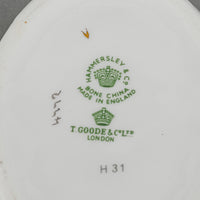 HAMMERSLEY & CO
BONE CHINA
MADE IN ENGLAND
T. GOODE & CO LTD
LONDON
H 31